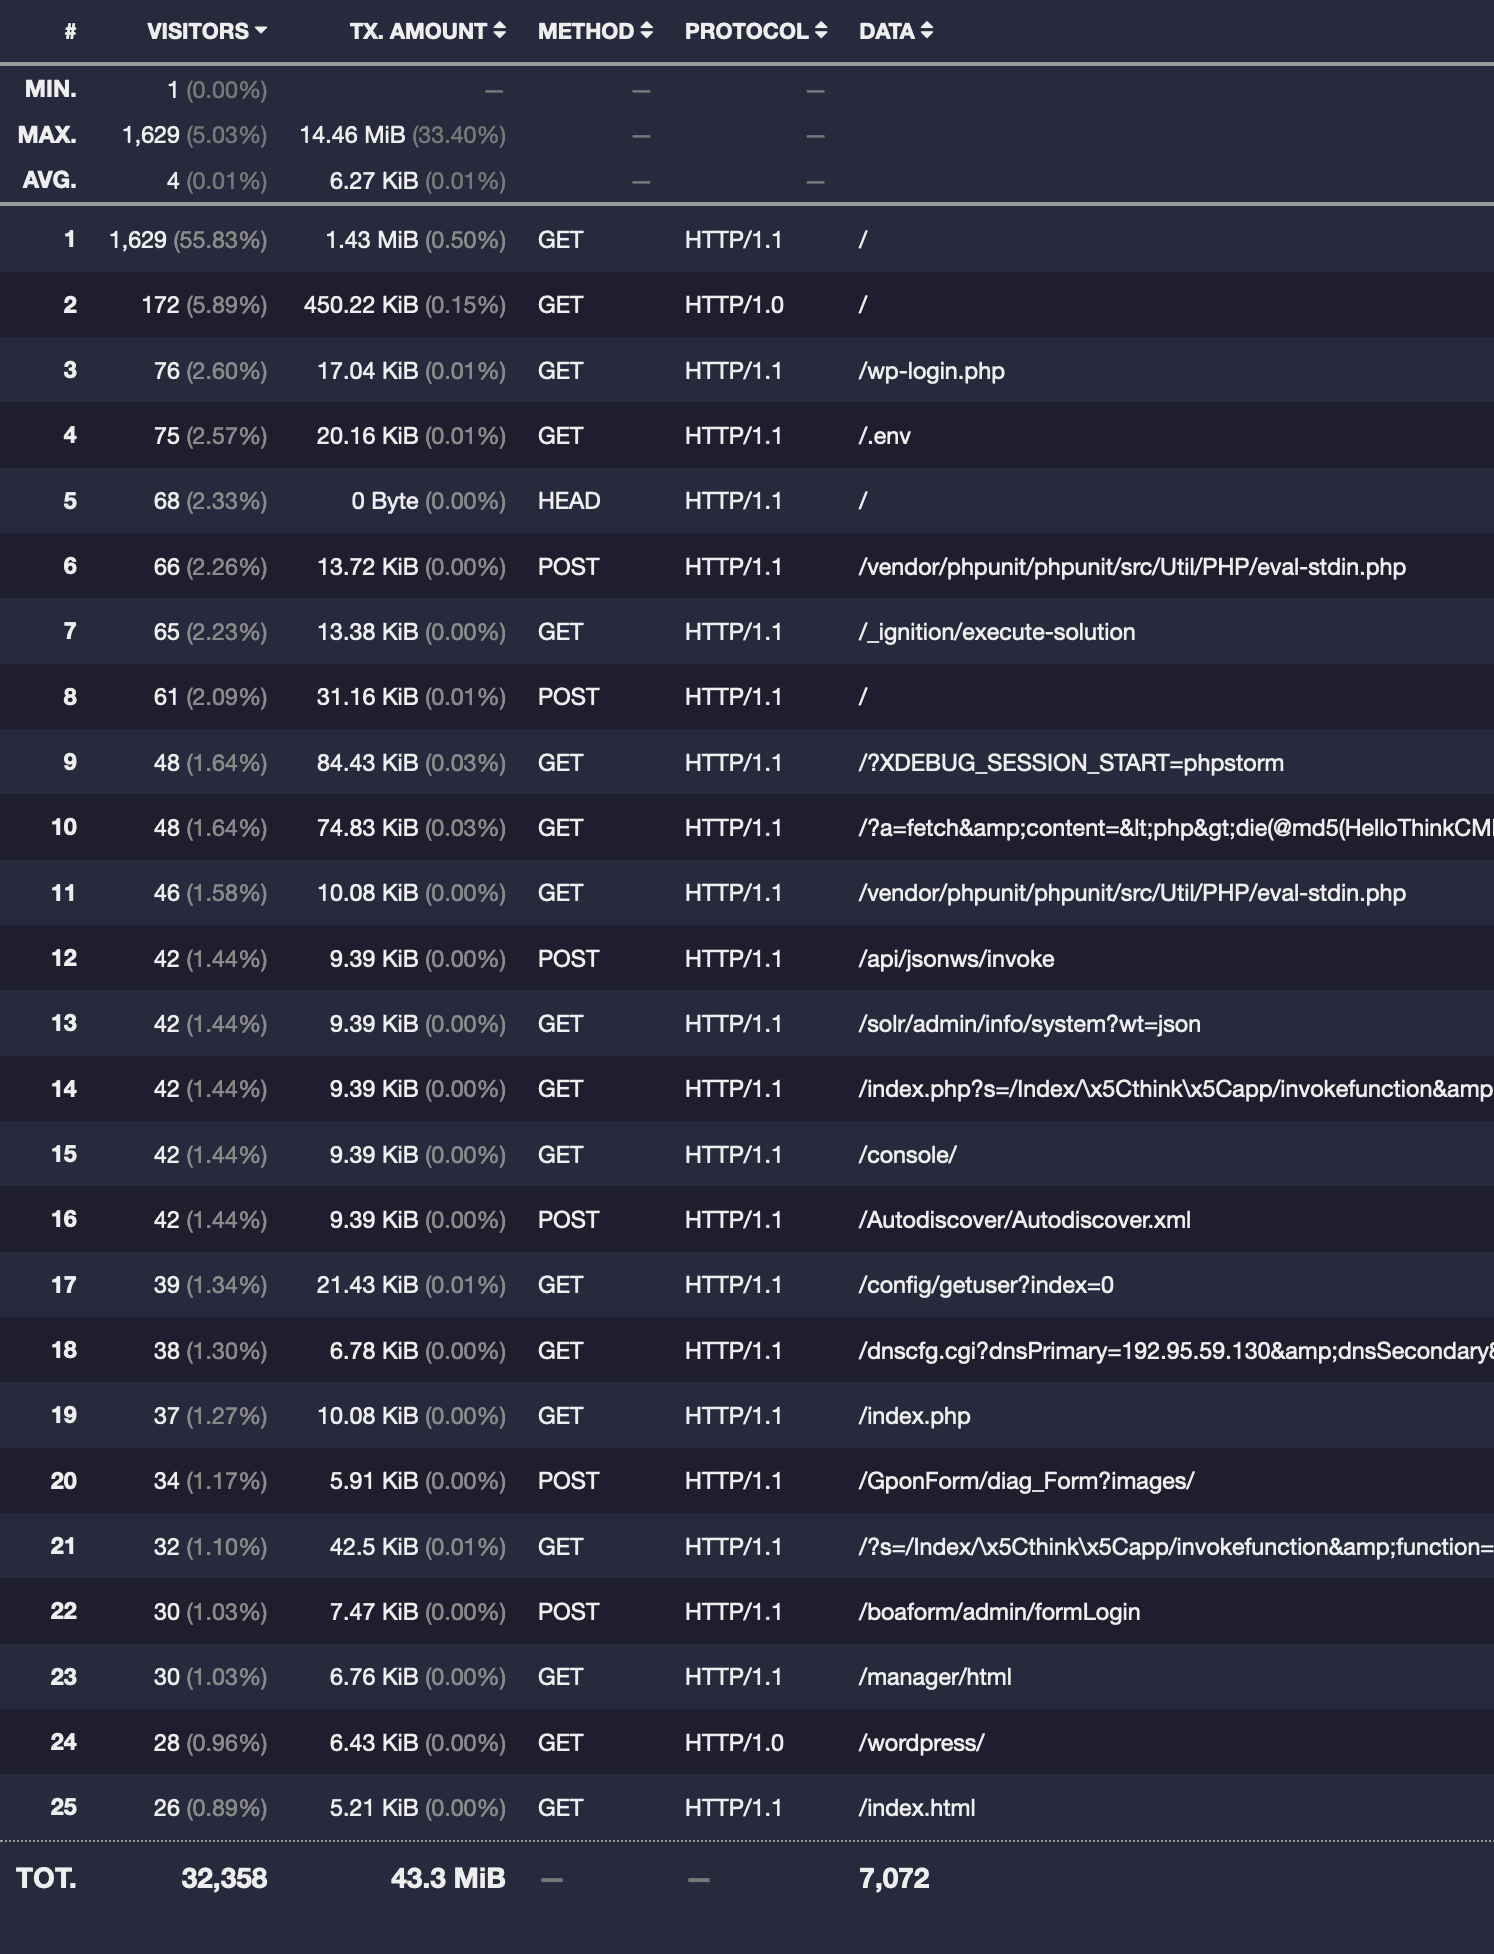 # VISITORS TX. AMOUNT METHOD PROTOCOL DATA
MIN. 1 (0.00%) — — —
MAX. 1,629 (5.03%) 14.46 MiB (33.40%) — —
AVG. 4 (0.01%) 6.27 KiB (0.01%) — —
1 1,629 (55.83%) 1.43 MiB (0.50%) GET HTTP/1.1 /
2 172 (5.89%) 450.22 KiB (0.15%) GET HTTP/1.0 /
3 76 (2.60%) 17.04 KiB (0.01%) GET HTTP/1.1 /wp-login.php
4 75 (2.57%) 20.16 KiB (0.01%) GET HTTP/1.1 /.env
5 68 (2.33%) 0 Byte (0.00%) HEAD HTTP/1.1 /
6 66 (2.26%) 13.72 KiB (0.00%) POST HTTP/1.1 /vendor/phpunit/phpunit/src/Util/PHP/eval-stdin.php
7 65 (2.23%) 13.38 KiB (0.00%) GET HTTP/1.1 /_ignition/execute-solution
8 61 (2.09%) 31.16 KiB (0.01%) POST HTTP/1.1 /
9 48 (1.64%) 84.43 KiB (0.03%) GET HTTP/1.1 /?XDEBUG_SESSION_START=phpstorm
10 48 (1.64%) 74.83 KiB (0.03%) GET HTTP/1.1 /?a=fetch&amp;content=&lt;php&gt;die(@md5(HelloThinkCM
11 46 (1.58%) 10.08 KiB (0.00%) GET HTTP/1.1 /vendor/phpunit/phpunit/src/Util/PHP/eval-stdin.php
12 42 (1.44%) 9.39 KiB (0.00%) POST HTTP/1.1 /api/jsonws/invoke
13 42 (1.44%) 9.39 KiB (0.00%) GET HTTP/1.1 /solr/admin/info/system?wt=json
14 42 (1.44%) 9.39 KiB (0.00%) GET HTTP/1.1 /index.php?s=/Index/\x5Cthink\x5Capp/invokefunction&amp
15 42 (1.44%) 9.39 KiB (0.00%) GET HTTP/1.1 /console/
16 42 (1.44%) 9.39 KiB (0.00%) POST HTTP/1.1 /Autodiscover/Autodiscover.xml
17 39 (1.34%) 21.43 KiB (0.01%) GET HTTP/1.1 /config/getuser?index=0
18 38 (1.30%) 6.78 KiB (0.00%) GET HTTP/1.1 /dnscfg.cgi?dnsPrimary=192.95.59.130&amp;dnsSecondary&
19 37 (1.27%) 10.08 KiB (0.00%) GET HTTP/1.1 /index.php
20 34 (1.17%) 5.91 KiB (0.00%) POST HTTP/1.1 /GponForm/diag_Form?images/
21 32 (1.10%) 42.5 KiB (0.01%) GET HTTP/1.1 /?s=/Index/\x5Cthink\x5Capp/invokefunction&amp;function=
22 30 (1.03%) 7.47 KiB (0.00%) POST HTTP/1.1 /boaform/admin/formLogin
23 30 (1.03%) 6.76 KiB (0.00%) GET HTTP/1.1 /manager/html
24 28 (0.96%) 6.43 KiB (0.00%) GET HTTP/1.0 /wordpress/
25 26 (0.89%) 5.21 KiB (0.00%) GET HTTP/1.1 /index.html
TOT. 32,358 43.3 MiB — — 7,072